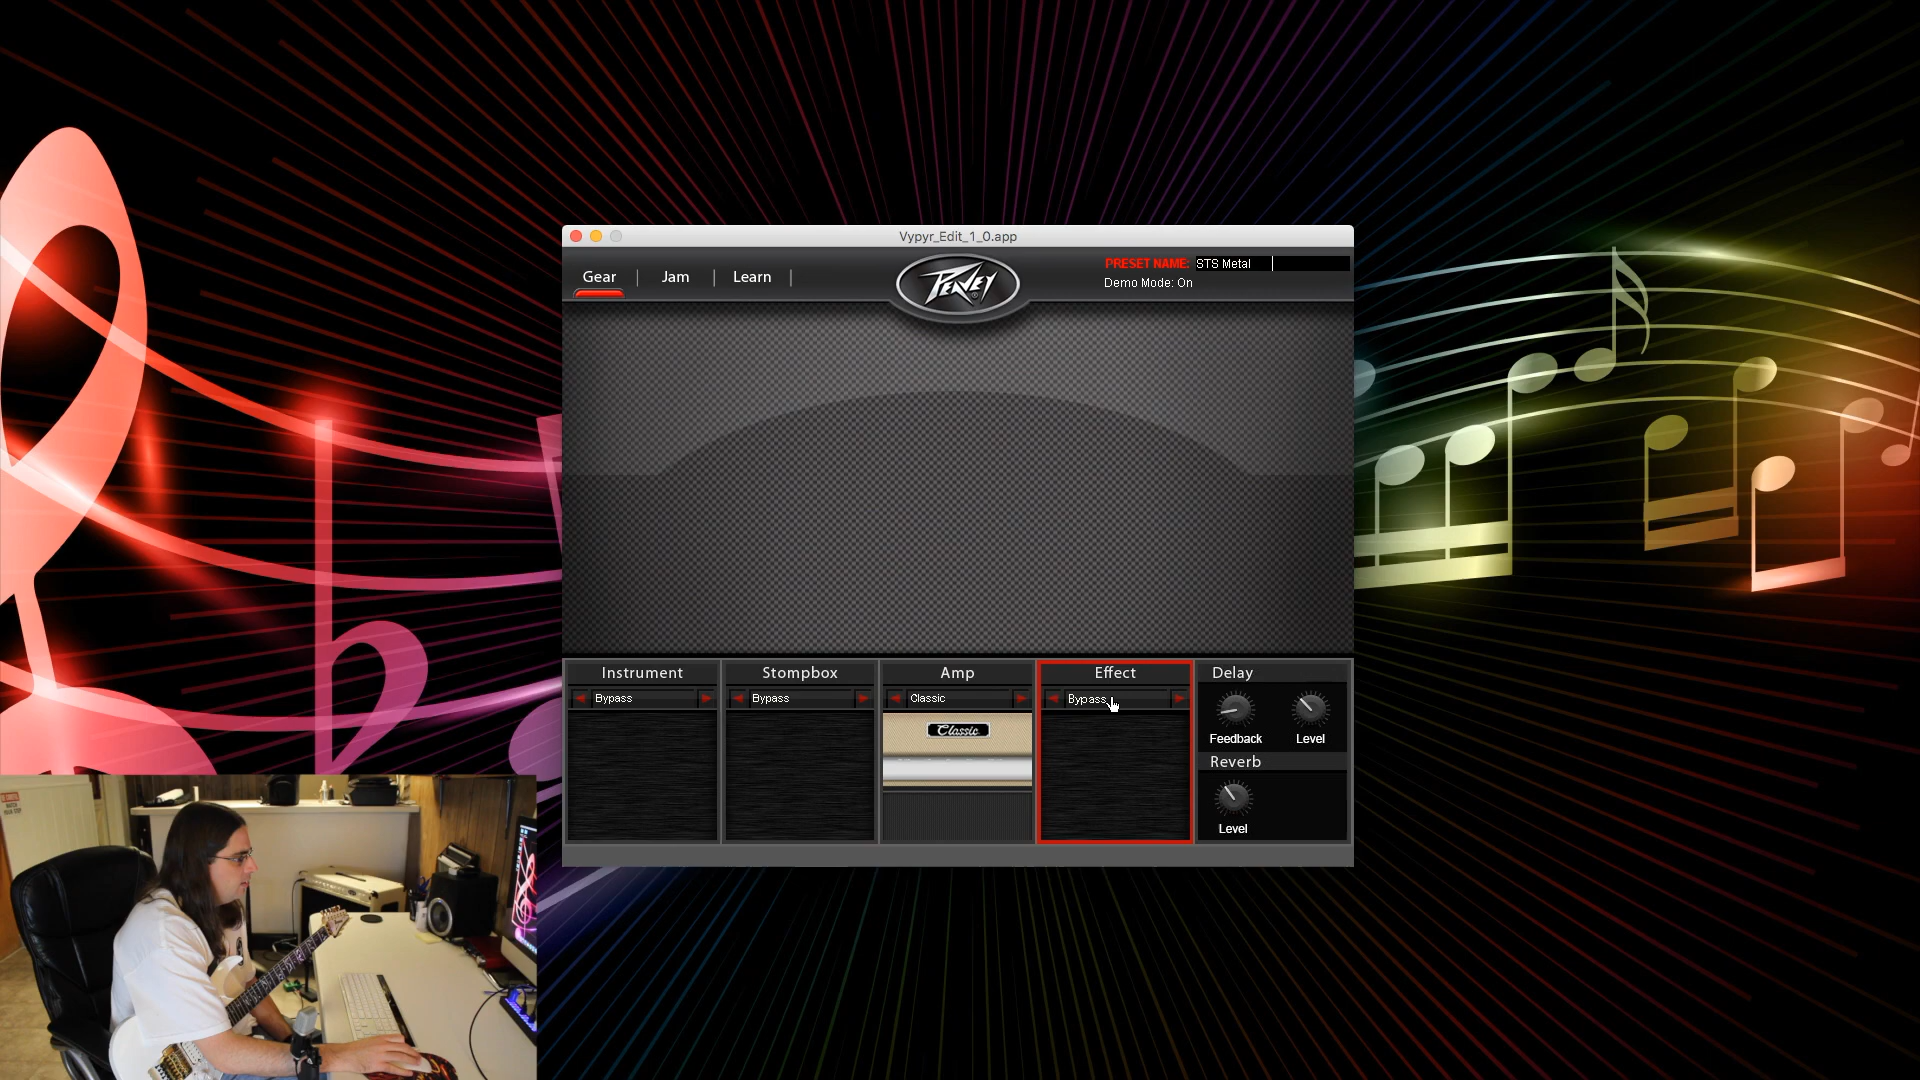 Vypyr_Edit_1_0.app
Gear
Jam
Learn
PEAVEY
PRESET NAME: STS Metal
Demo Mode: On
Instrument
Stompbox
Amp
Effect
Delay
Bypass
Bypass
Classic
Bypass
Classic
Feedback
Level
Reverb
Level